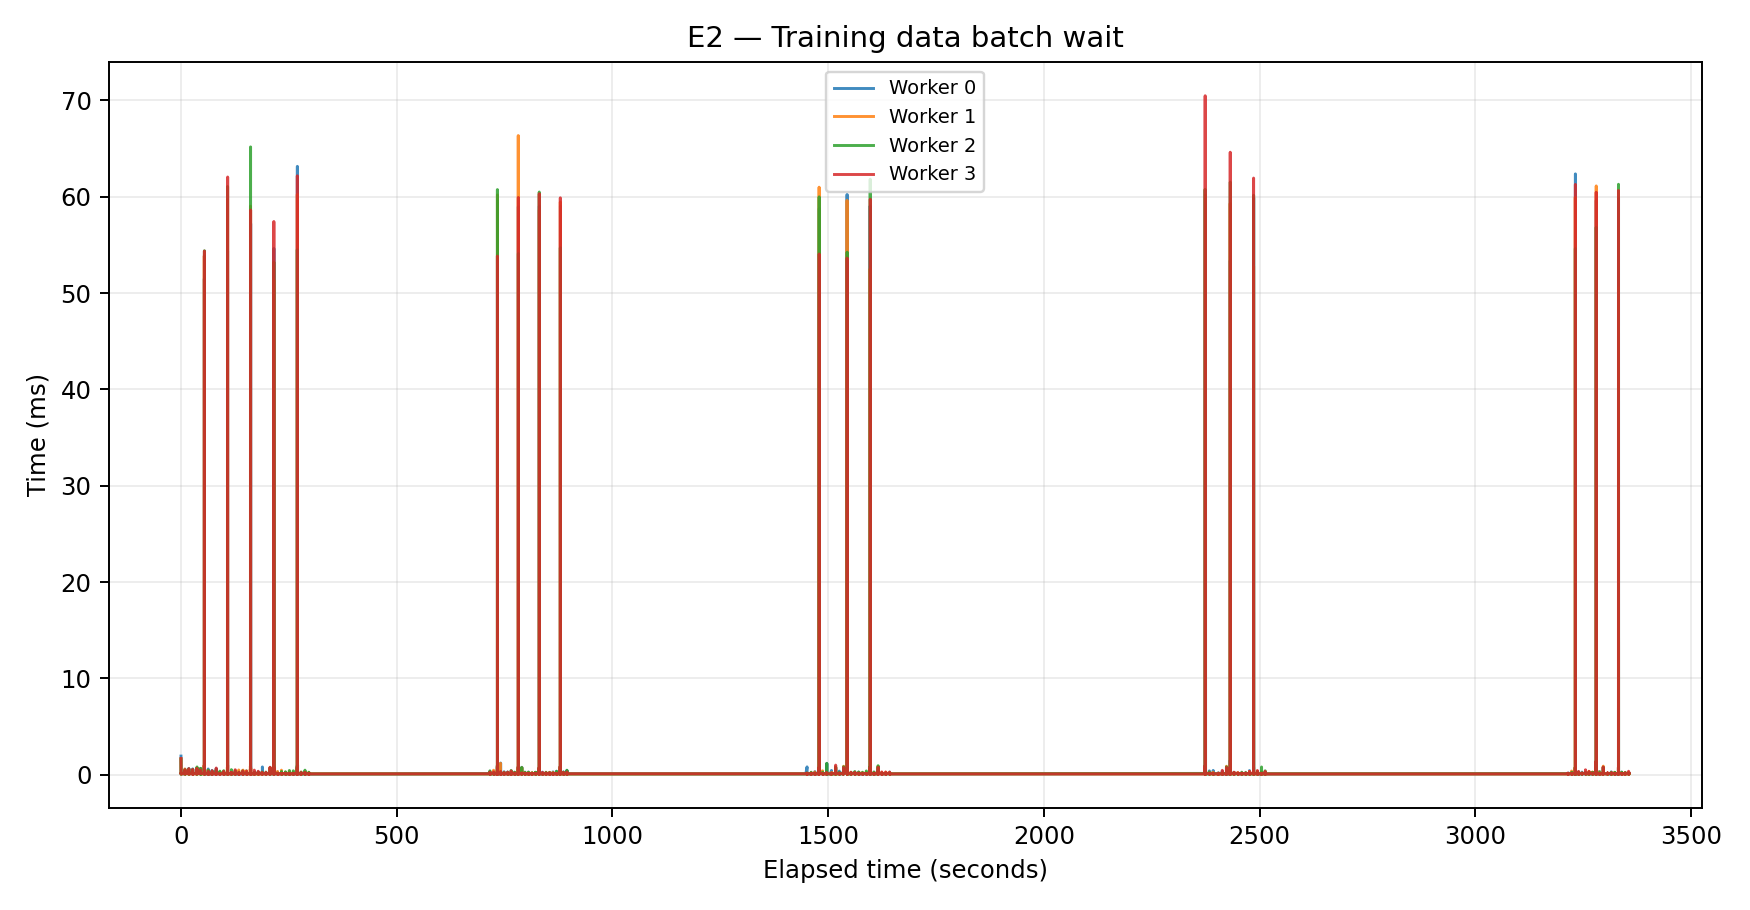 E2 — Training data batch wait
Worker 0
Worker 1
Worker 2
Worker 3
70
60
50
40
30
20
10
0
Time (ms)
0 500 1000 1500 2000 2500 3000 3500
Elapsed time (seconds)